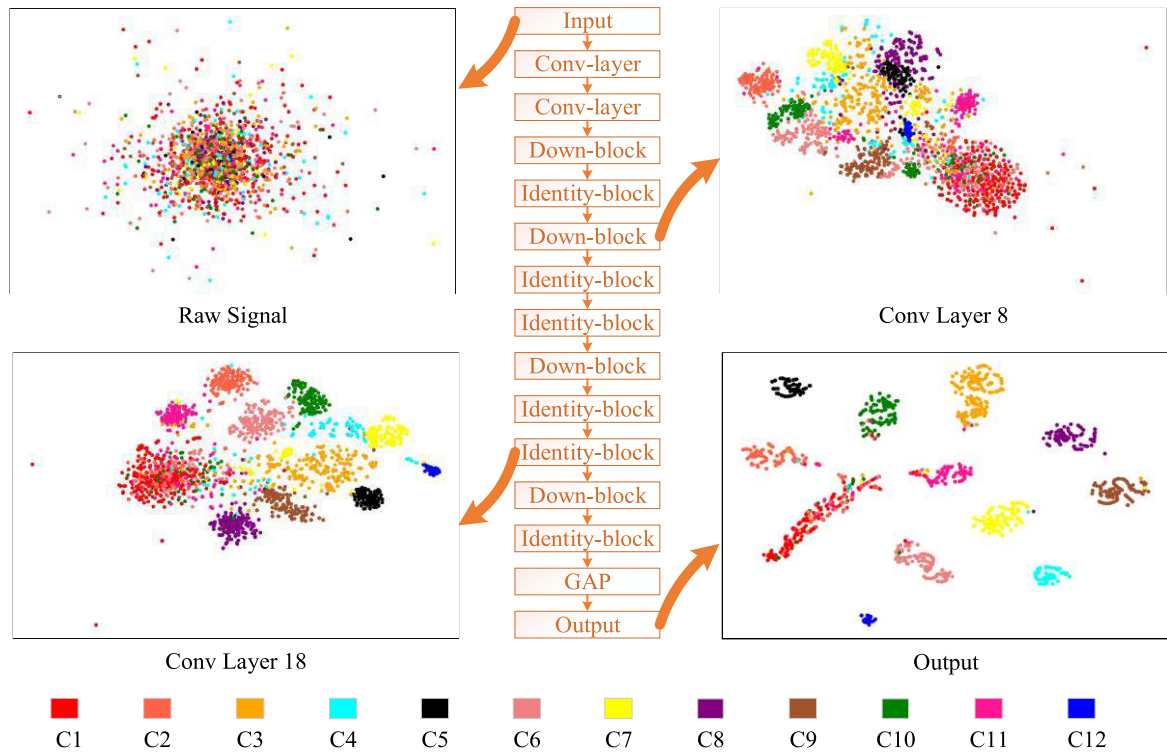 Input
Conv-layer
Conv-layer
Down-block
Identity-block
Down-block
Identity-block
Identity-block
Down-block
Identity-block
Identity-block
Down-block
Identity-block
GAP
Output
Raw Signal
Conv Layer 8
Conv Layer 18
Output
C1 C2 C3 C4 C5 C6 C7 C8 C9 C10 C11 C12